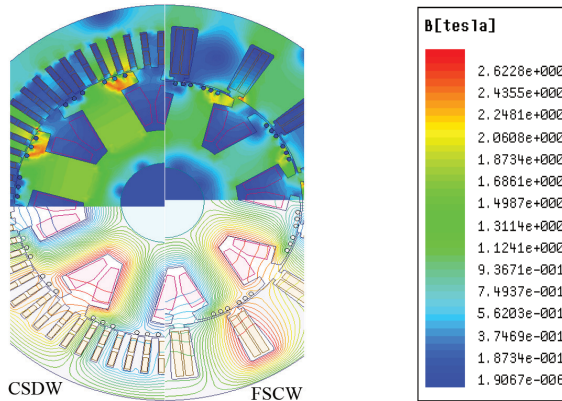 B[tesla]
2.6228e+000
2.4355e+000
2.2481e+000
2.0608e+000
1.8734e+000
1.6861e+000
1.4987e+000
1.3114e+000
1.1241e+000
9.3671e-001
7.4937e-001
5.6203e-001
3.7469e-001
1.8734e-001
1.9067e-006
CSDW
FSCW